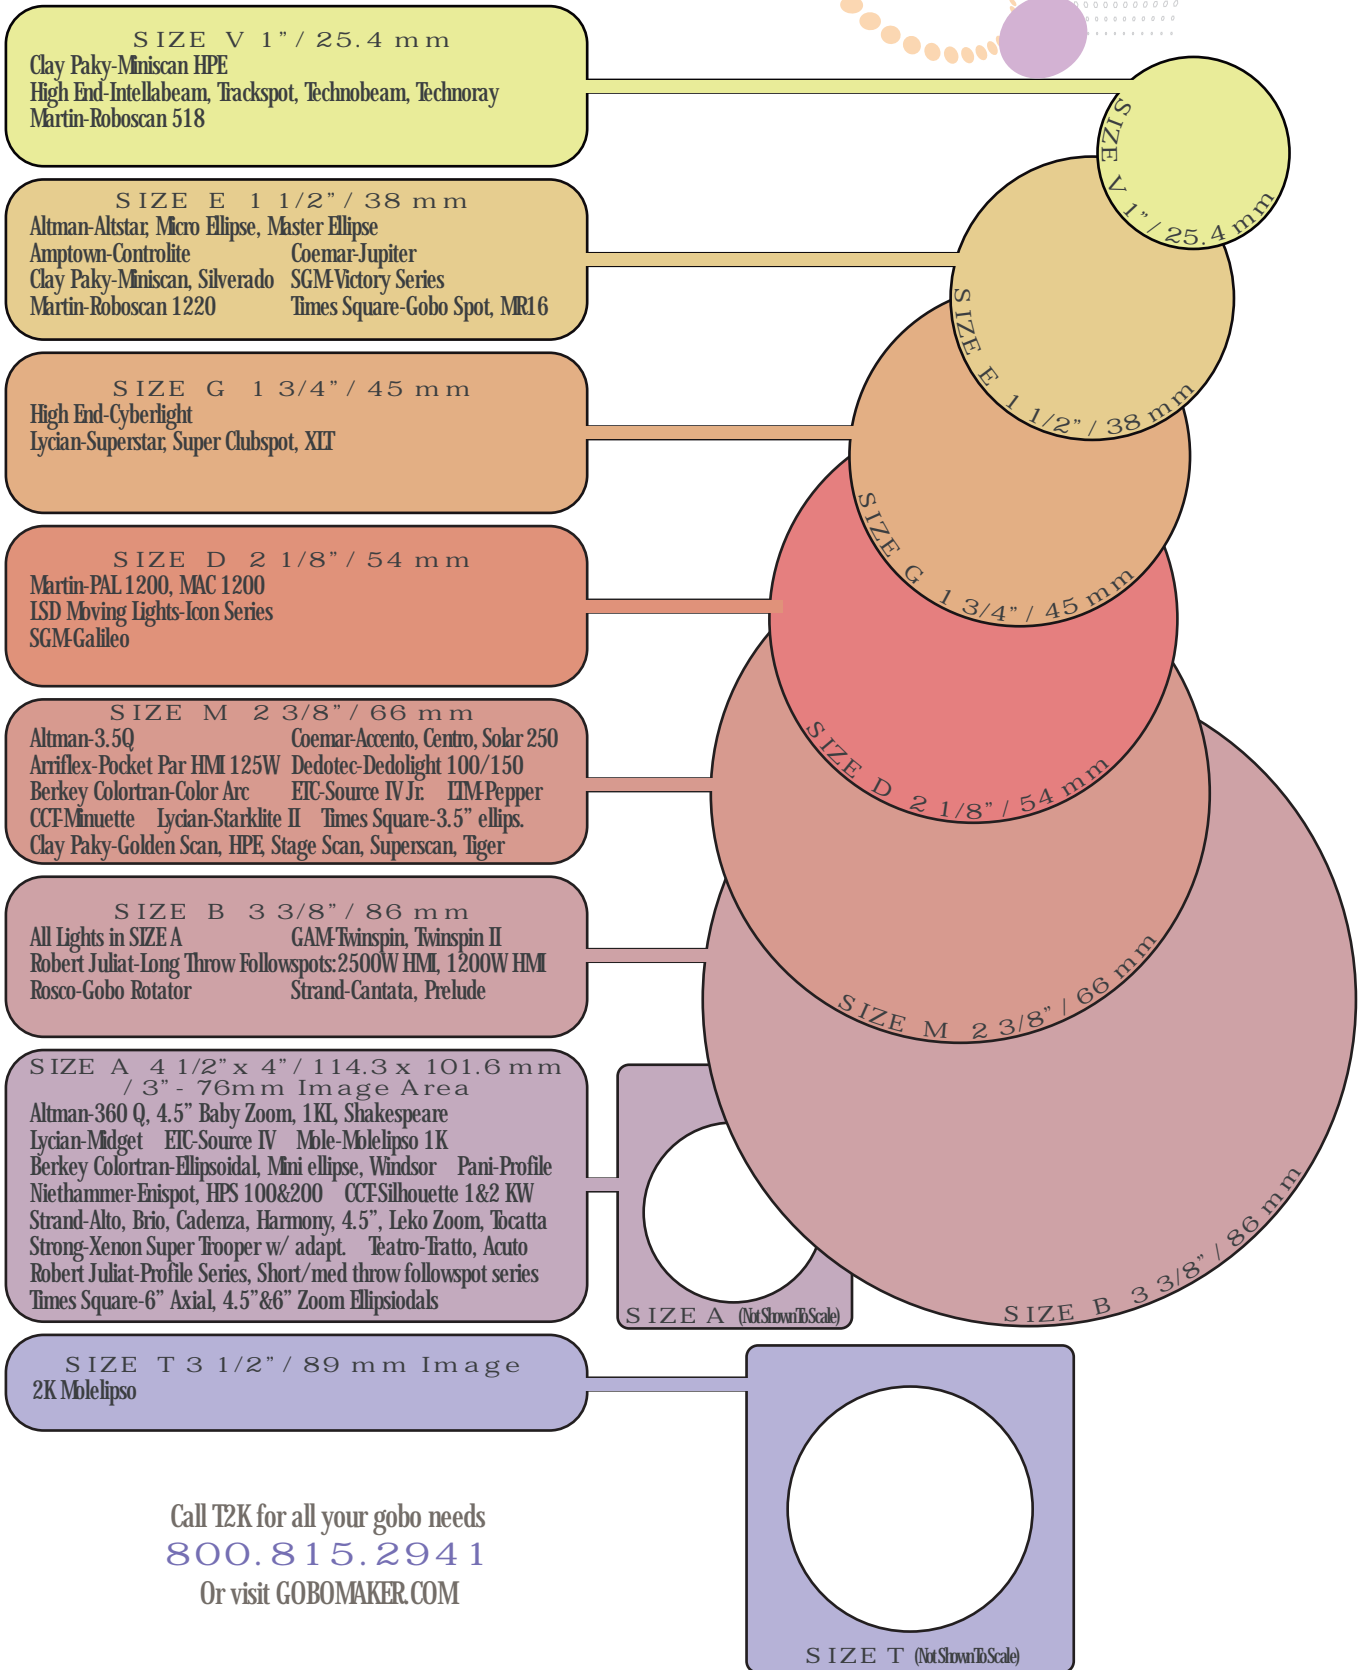 SIZE V 1"/ 25.4 mm
Clay Paky-Miniscan HPE
High End-Intellabeam, Trackspot, Technobeam, Technoray
Martin-Roboscan 518
SIZE E 1 1/2"/ 38 mm
Altman-Altstar, Micro Ellipse, Master Ellipse
Amptown-Controlite Coemar-Jupiter
Clay Paky-Miniscan, Silverado SGM-Victory Series
Martin-Roboscan 1220 Times Square-Gobo Spot, MR16
SIZE G 1 3/4"/ 45 mm
High End-Cyberlight
Lycian-Superstar, Super Clubspot, XLT
SIZE D 2 1/8"/ 54 mm
Martin-PAL 1200, MAC 1200
LSD Moving Lights-Icon Series
SGM-Galileo
SIZE M 2 3/8"/ 66 mm
Altman-3.5Q Coemar-Accento, Centro, Solar 250
Arriflex-Pocket Par HMI 125W Dedotec-Dedolight 100/150
Berkey Colortran-Color Arc ETC-Source IV Jr. LTM-Pepper
CCT-Minuette Lycian-Starklite II Times Square-3.5" ellips.
Clay Paky-Golden Scan, HPE, Stage Scan, Superscan, Tiger
SIZE B 3 3/8"/ 86 mm
All Lights in SIZE A GAM-Twinspin, Twinspin II
Robert Juliat-Long Throw Followspots:2500W HMI, 1200W HMI
Rosco-Gobo Rotator Strand-Cantata, Prelude
SIZE A 4 1/2"x 4"/ 114.3 x 101.6 mm
/ 3"- 76mm Image Area
Altman-360 Q, 4.5" Baby Zoom, 1KL, Shakespeare
Lycian-Midget ETC-Source IV Mole-Molelipso 1K
Berkey Colortran-Ellipsoidal, Mini ellipse, Windsor Pani-Profile
Niethammer-Enispot, HPS 100&200 CCT-Silhouette 1&2 KW
Strand-Alto, Brio, Cadenza, Harmony, 4.5", Leko Zoom, Tocatta
Strong-Xenon Super Trooper w/ adapt. Teatro-Tratto, Acuto
Robert Juliat-Profile Series, Short/med throw followspot series
Times Square-6" Axial, 4.5"&6" Zoom Ellipsiodals
SIZE T 3 1/2"/ 89 mm Image
2K Molelipso
SIZE V 1"/ 25.4 mm
SIZE E 1 1/2"/ 38 mm
SIZE G 1 3/4"/ 45 mm
SIZE D 2 1/8"/ 54 mm
SIZE M 2 3/8"/ 66 mm
SIZE B 3 3/8"/ 86 mm
SIZE A (Not Shown To Scale)
SIZE T (Not Shown To Scale)
Call T2K for all your gobo needs
800.815.2941
Or visit GOBOMAKER.COM